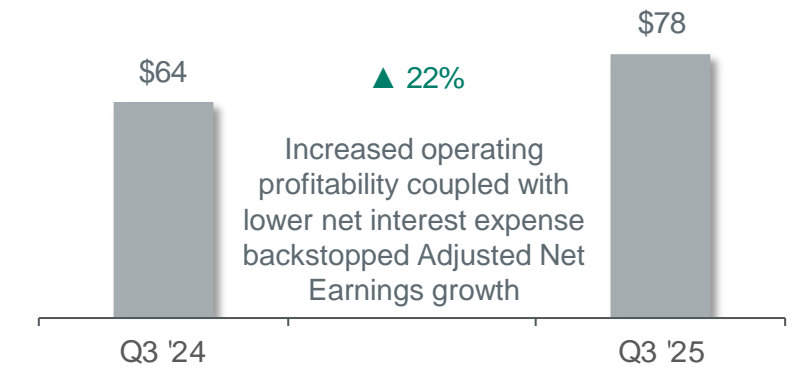 $64
$78
▲ 22%
Increased operating
profitability coupled with
lower net interest expense
backstopped Adjusted Net
Earnings growth
Q3 '24
Q3 '25